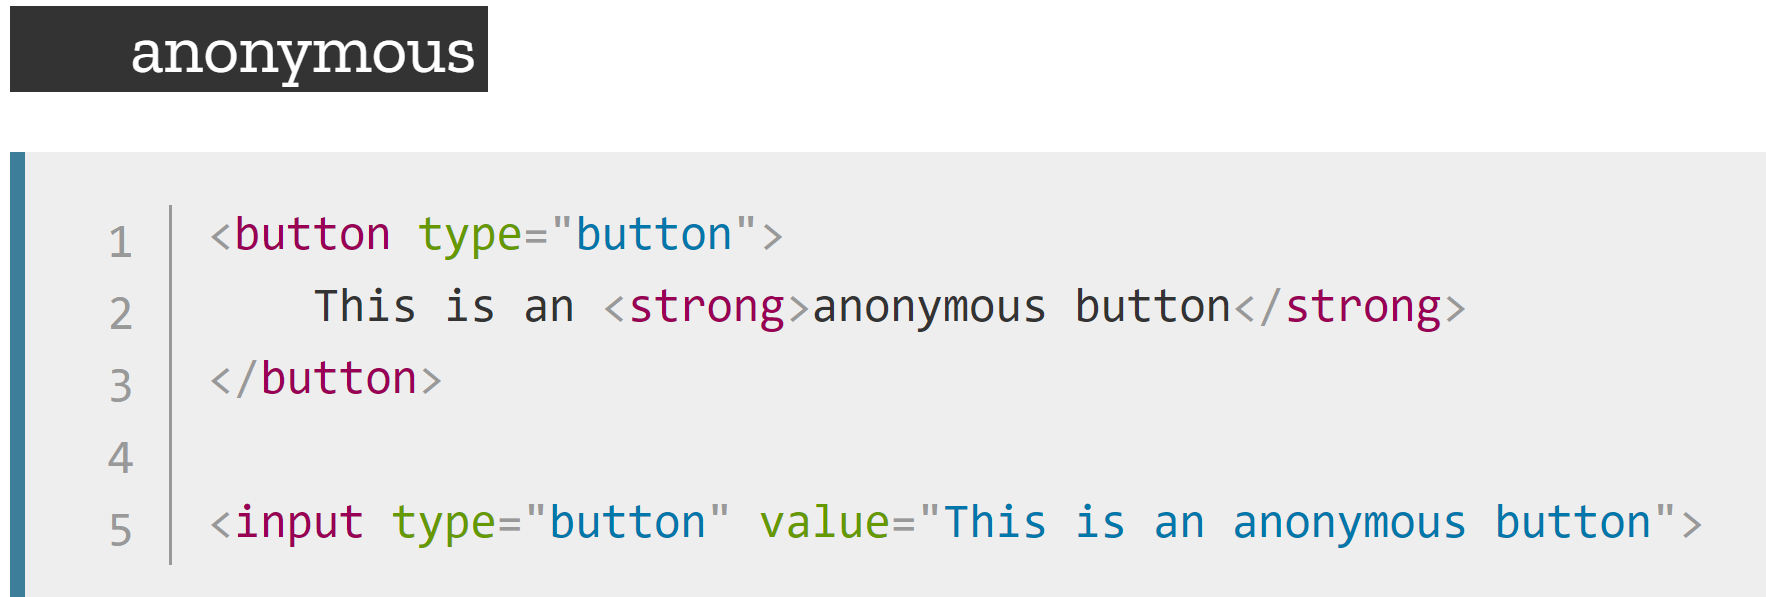 anonymous
1 <button type="button">
2     This is an <strong>anonymous button</strong>
3 </button>
4
5 <input type="button" value="This is an anonymous button">